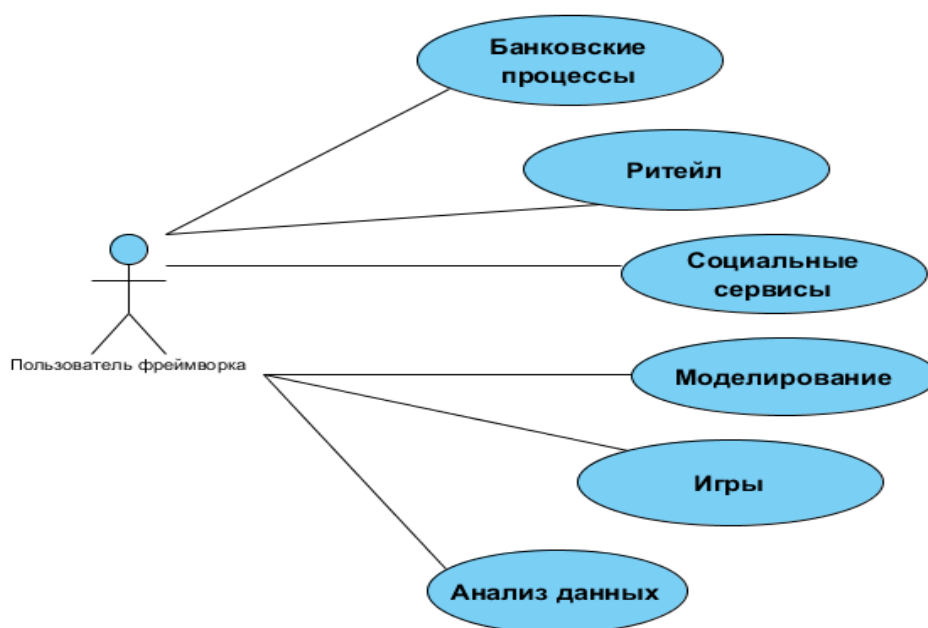 Банковские
процессы
Ритейл
Социальные
сервисы
Пользователь фреймворка
Моделирование
Игры
Анализ данных